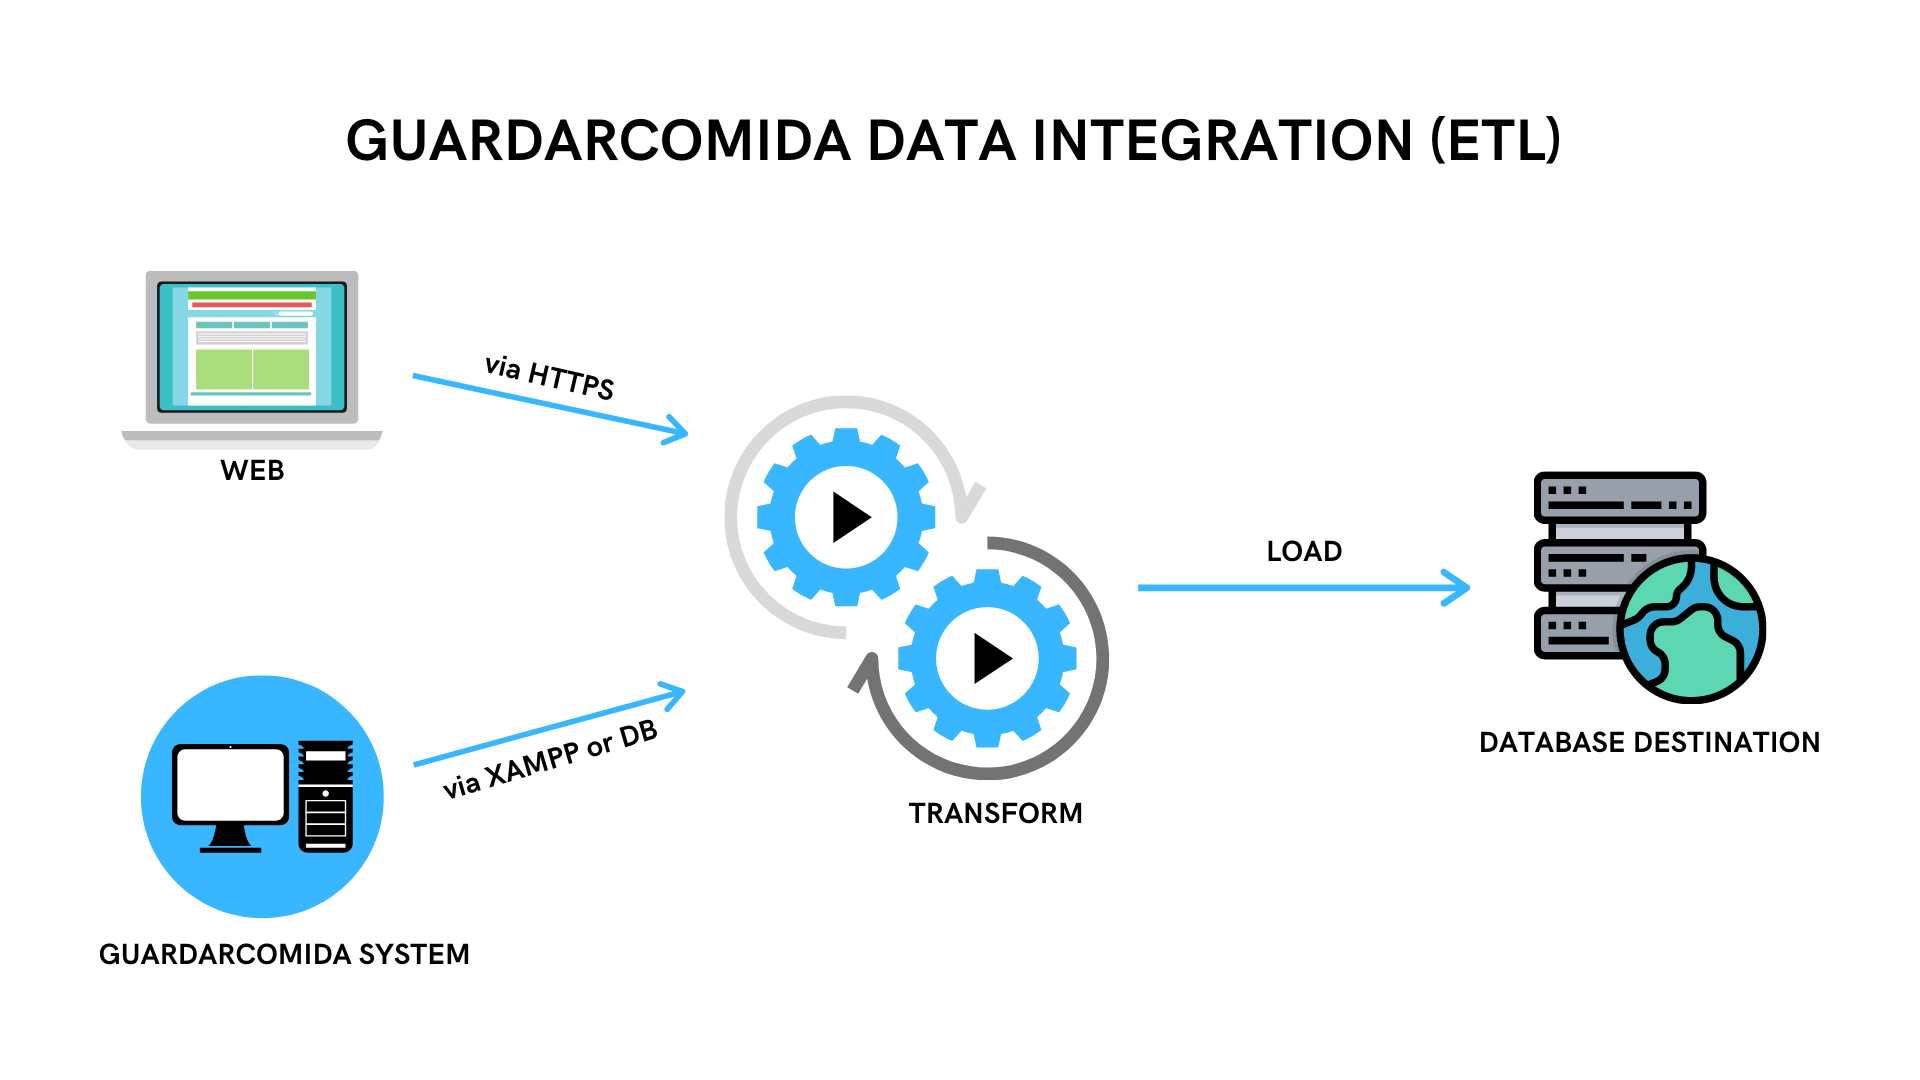 GUARDARCOMIDA DATA INTEGRATION (ETL)
via HTTPS
WEB
LOAD
via XAMPP or DB
DATABASE DESTINATION
TRANSFORM
GUARDARCOMIDA SYSTEM